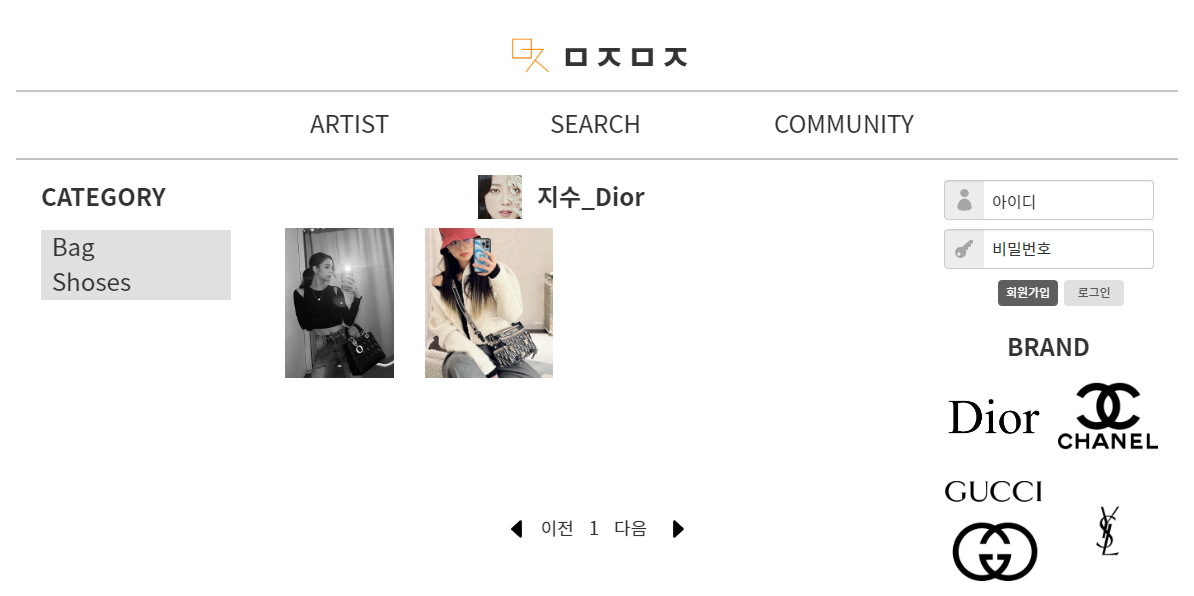 ㅁㅈㅁㅈ
ARTIST SEARCH COMMUNITY
CATEGORY
Bag
Shoses
지수_Dior
이전 1 다음
아이디
비밀번호
회원가입 로그인
BRAND
Dior
CHANEL
GUCCI
YSL